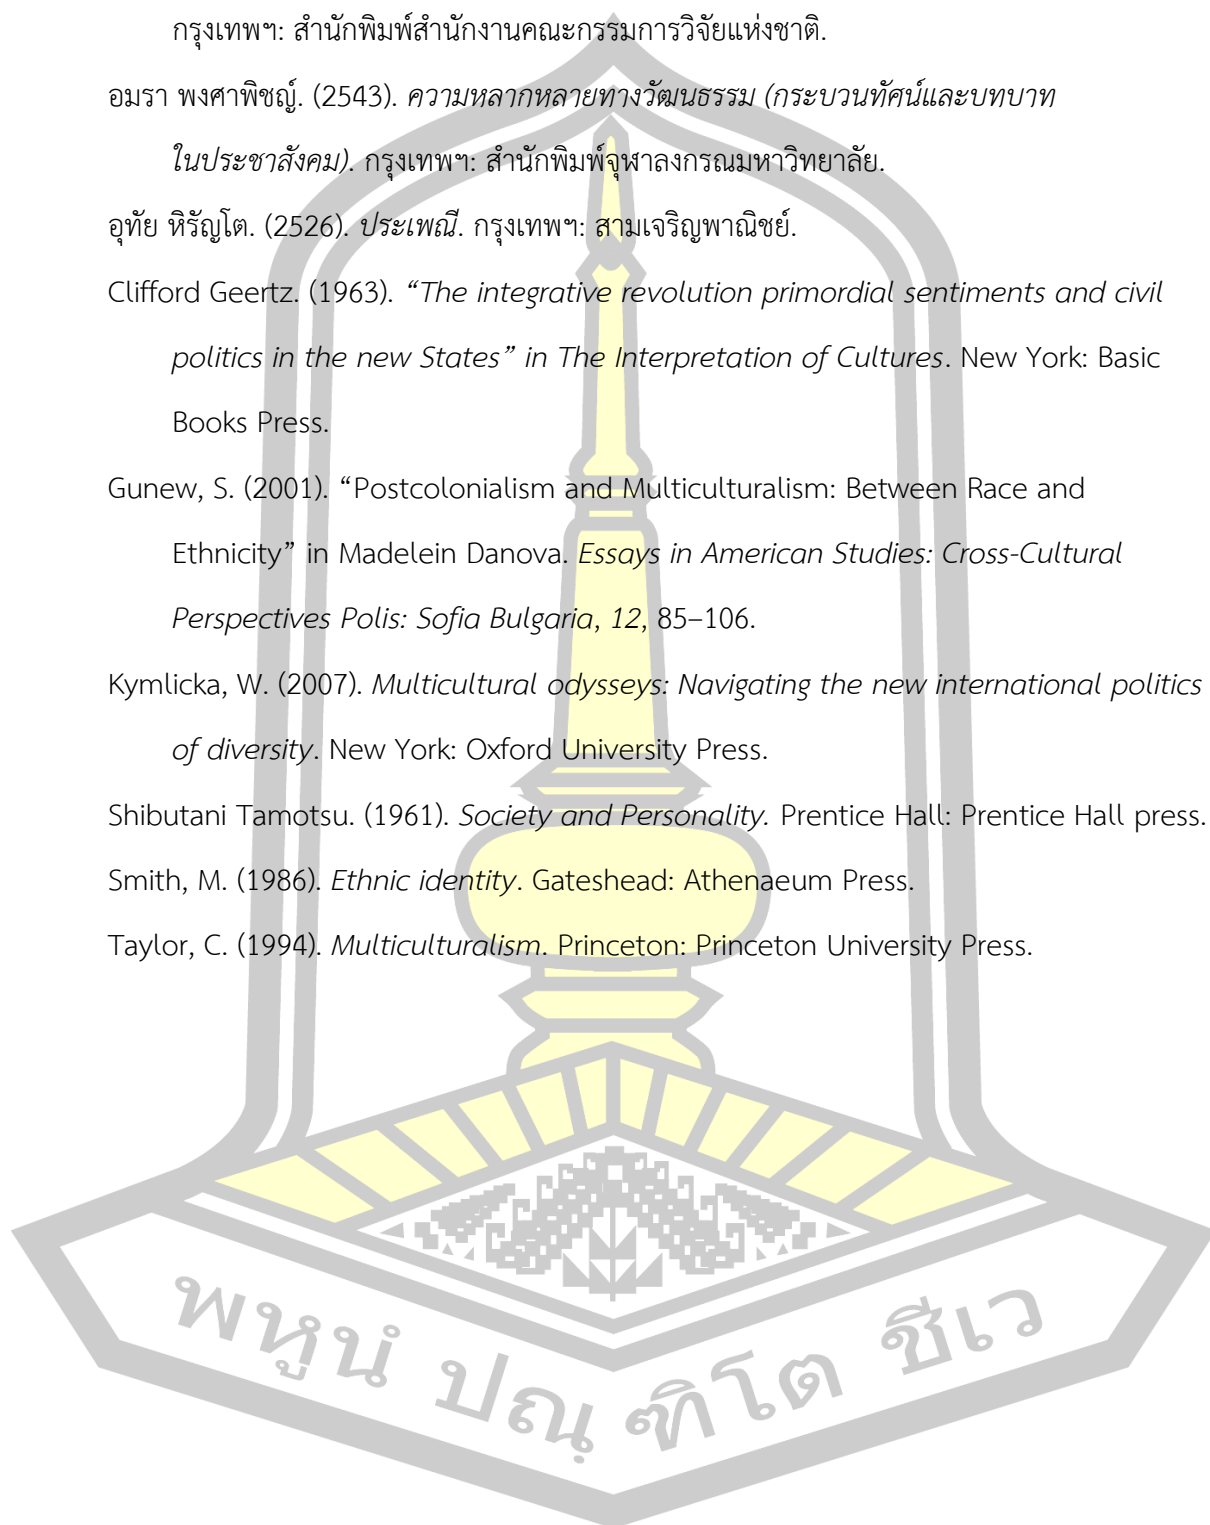 กรุงเทพฯ: สำนักพิมพ์สำนักงานคณะกรรมการวิจัยแห่งชาติ.
อมรา พงศาพิชญ์. (2543). ความหลากหลายทางวัฒนธรรม (กระบวนทัศน์และบทบาท
ในประชาสังคม). กรุงเทพฯ: สำนักพิมพ์จุฬาลงกรณมหาวิทยาลัย.
อุทัย หิรัญโต. (2526). ประเพณี. กรุงเทพฯ: สามเจริญพาณิชย์.
Clifford Geertz. (1963). “The integrative revolution primordial sentiments and civil
politics in the new States” in The Interpretation of Cultures. New York: Basic
Books Press.
Gunew, S. (2001). “Postcolonialism and Multiculturalism: Between Race and
Ethnicity” in Madelein Danova. Essays in American Studies: Cross-Cultural
Perspectives Polis: Sofia Bulgaria, 12, 85–106.
Kymlicka, W. (2007). Multicultural odysseys: Navigating the new international politics
of diversity. New York: Oxford University Press.
Shibutani Tamotsu. (1961). Society and Personality. Prentice Hall: Prentice Hall press.
Smith, M. (1986). Ethnic identity. Gateshead: Athenaeum Press.
Taylor, C. (1994). Multiculturalism. Princeton: Princeton University Press.
พหูนํ ปณฺ ฑิโต ชีเว